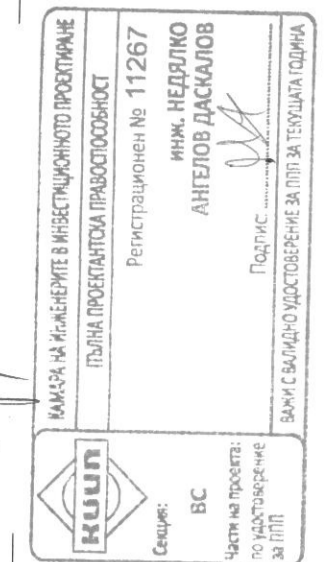 КАМАРА НА ИНЖЕНЕРИТЕ В ИНВЕСТИЦИОННОТО ПРОЕКТИРАНЕ
ПЪЛНА ПРОЕКТАНТСКА ПРАВОСПОСОБНОСТ
КИИП
Секция:
ВС
Части на проекта:
по удостоверение
за ППП
Регистрационен № 11267
инж. НЕДЯЛКО
АНГЕЛОВ ДАСКАЛОВ
Подпис:
ВАЖИ С ВАЛИДНО УДОСТОВЕРЕНИЕ ЗА ППП ЗА ТЕКУЩАТА ГОДИНА